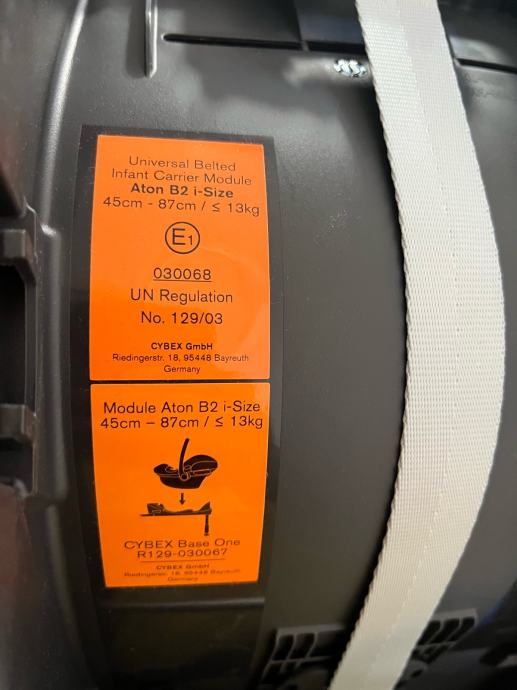 Universal Belted
Infant Carrier Module
Aton B2 i-Size
45cm - 87cm / ≤ 13kg
E1
030068
UN Regulation
No. 129/03
CYBEX GmbH
Riedingerstr. 18, 95448 Bayreuth
Germany
Module Aton B2 i-Size
45cm – 87cm / ≤ 13kg
CYBEX Base One
R129-030067
CYBEX GmbH
Riedingerstr. 18, 95448 Bayreuth
Germany